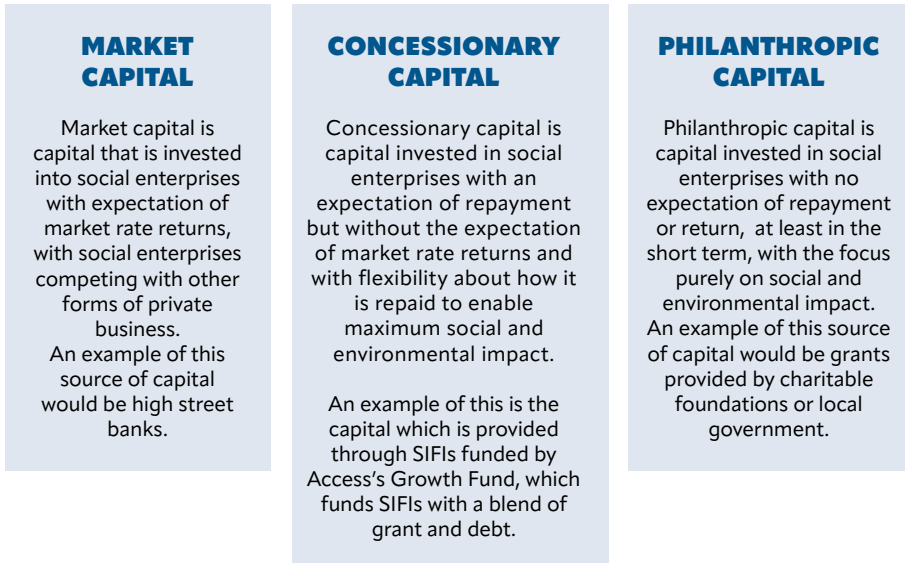 MARKET
CAPITAL
Market capital is
capital that is invested
into social enterprises
with expectation of
market rate returns,
with social enterprises
competing with other
forms of private
business.
An example of this
source of capital
would be high street
banks.
CONCESSIONARY
CAPITAL
Concessionary capital is
capital invested in social
enterprises with an
expectation of repayment
but without the expectation
of market rate returns and
with flexibility about how it
is repaid to enable
maximum social and
environmental impact.
An example of this is the
capital which is provided
through SIFIs funded by
Access’s Growth Fund, which
funds SIFIs with a blend of
grant and debt.
PHILANTHROPIC
CAPITAL
Philanthropic capital is
capital invested in social
enterprises with no
expectation of repayment
or return, at least in the
short term, with the focus
purely on social and
environmental impact.
An example of this source
of capital would be grants
provided by charitable
foundations or local
government.